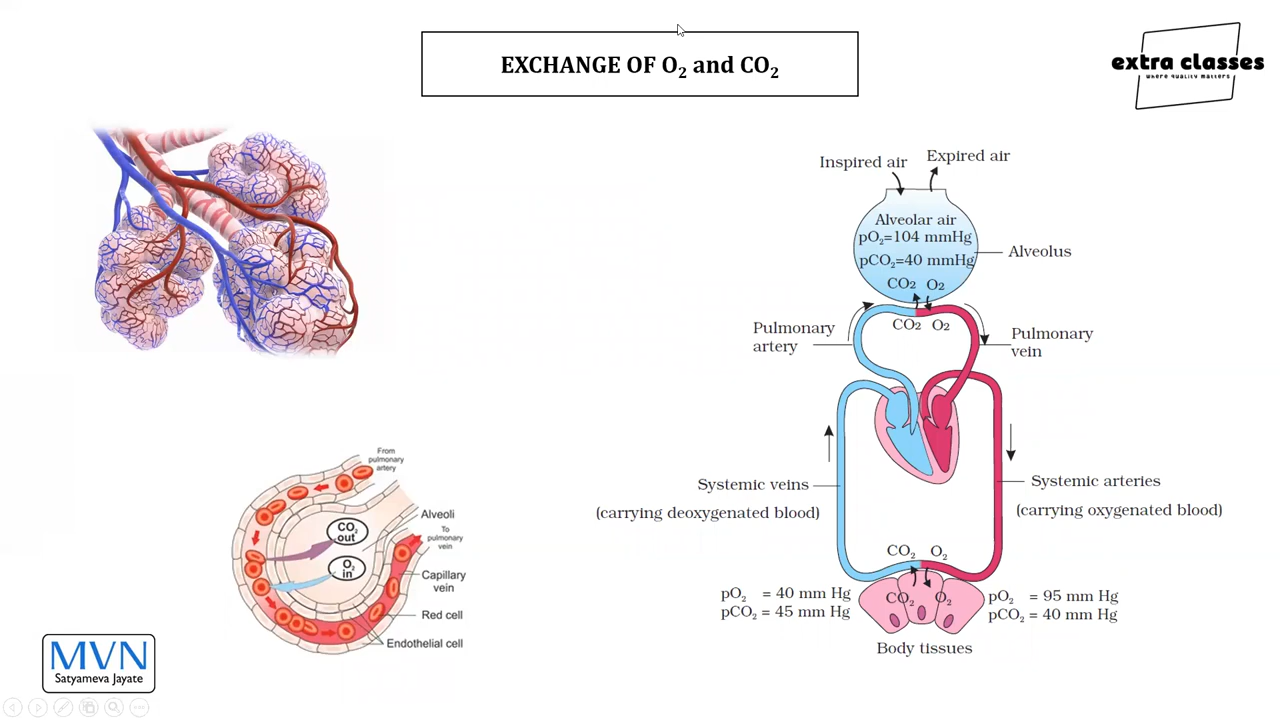 EXCHANGE OF O₂ and CO₂
extra classes
where quality matters
Inspired air
Expired air
Alveolar air
pO₂=104 mmHg
pCO₂=40 mmHg
Alveolus
CO₂ O₂
CO₂ O₂
Pulmonary
artery
Pulmonary
vein
Systemic veins
(carrying deoxygenated blood)
Systemic arteries
(carrying oxygenated blood)
CO₂ O₂
CO₂ O₂
pO₂ = 40 mm Hg
pCO₂ = 45 mm Hg
pO₂ = 95 mm Hg
pCO₂ = 40 mm Hg
Body tissues
From
pulmonary
artery
Alveoli
CO₂
out
To
pulmonary
vein
O₂
in
Capillary
vein
Red cell
Endothelial cell
MVN
Satyameva Jayate